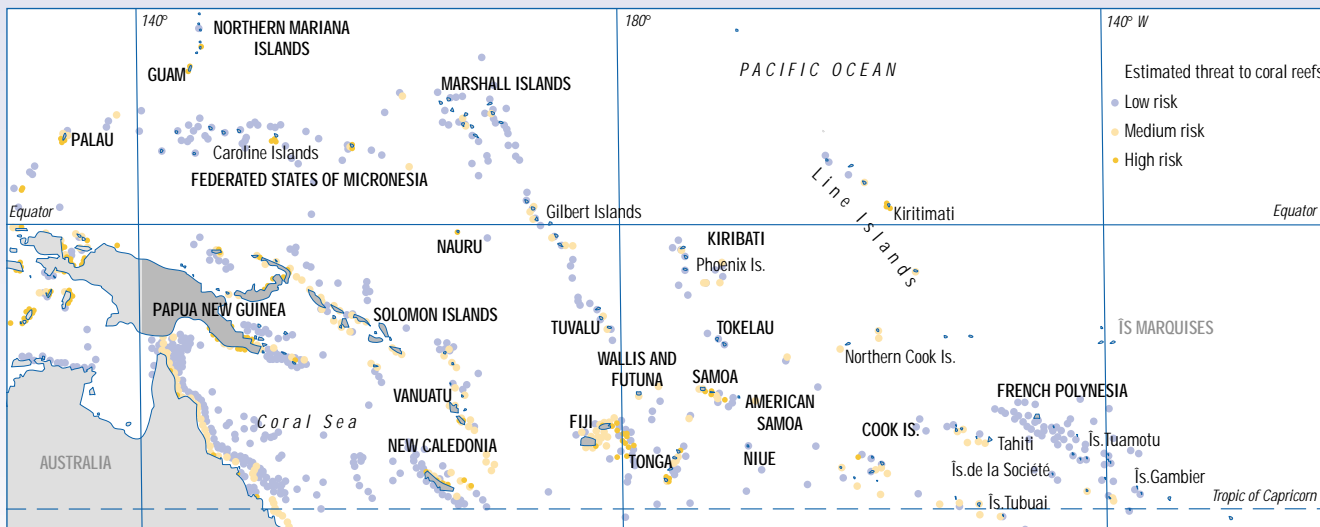 140°
180°
140° W
NORTHERN MARIANA
ISLANDS
GUAM
PACIFIC OCEAN
MARSHALL ISLANDS
Estimated threat to coral reefs
Low risk
Medium risk
High risk
PALAU
Caroline Islands
FEDERATED STATES OF MICRONESIA
Line Islands
Equator
Gilbert Islands
Kiritimati
Equator
NAURU
KIRIBATI
Phoenix Is.
PAPUA NEW GUINEA
SOLOMON ISLANDS
TUVALU
TOKELAU
ÎS MARQUISES
WALLIS AND
FUTUNA
Northern Cook Is.
SAMOA
FRENCH POLYNESIA
VANUATU
AMERICAN
SAMOA
Coral Sea
FIJI
COOK IS.
NEW CALEDONIA
Tahiti
Îs.Tuamotu
AUSTRALIA
TONGA
NIUE
Îs.de la Société
Îs.Gambier
Îs.Tubuai
Tropic of Capricorn